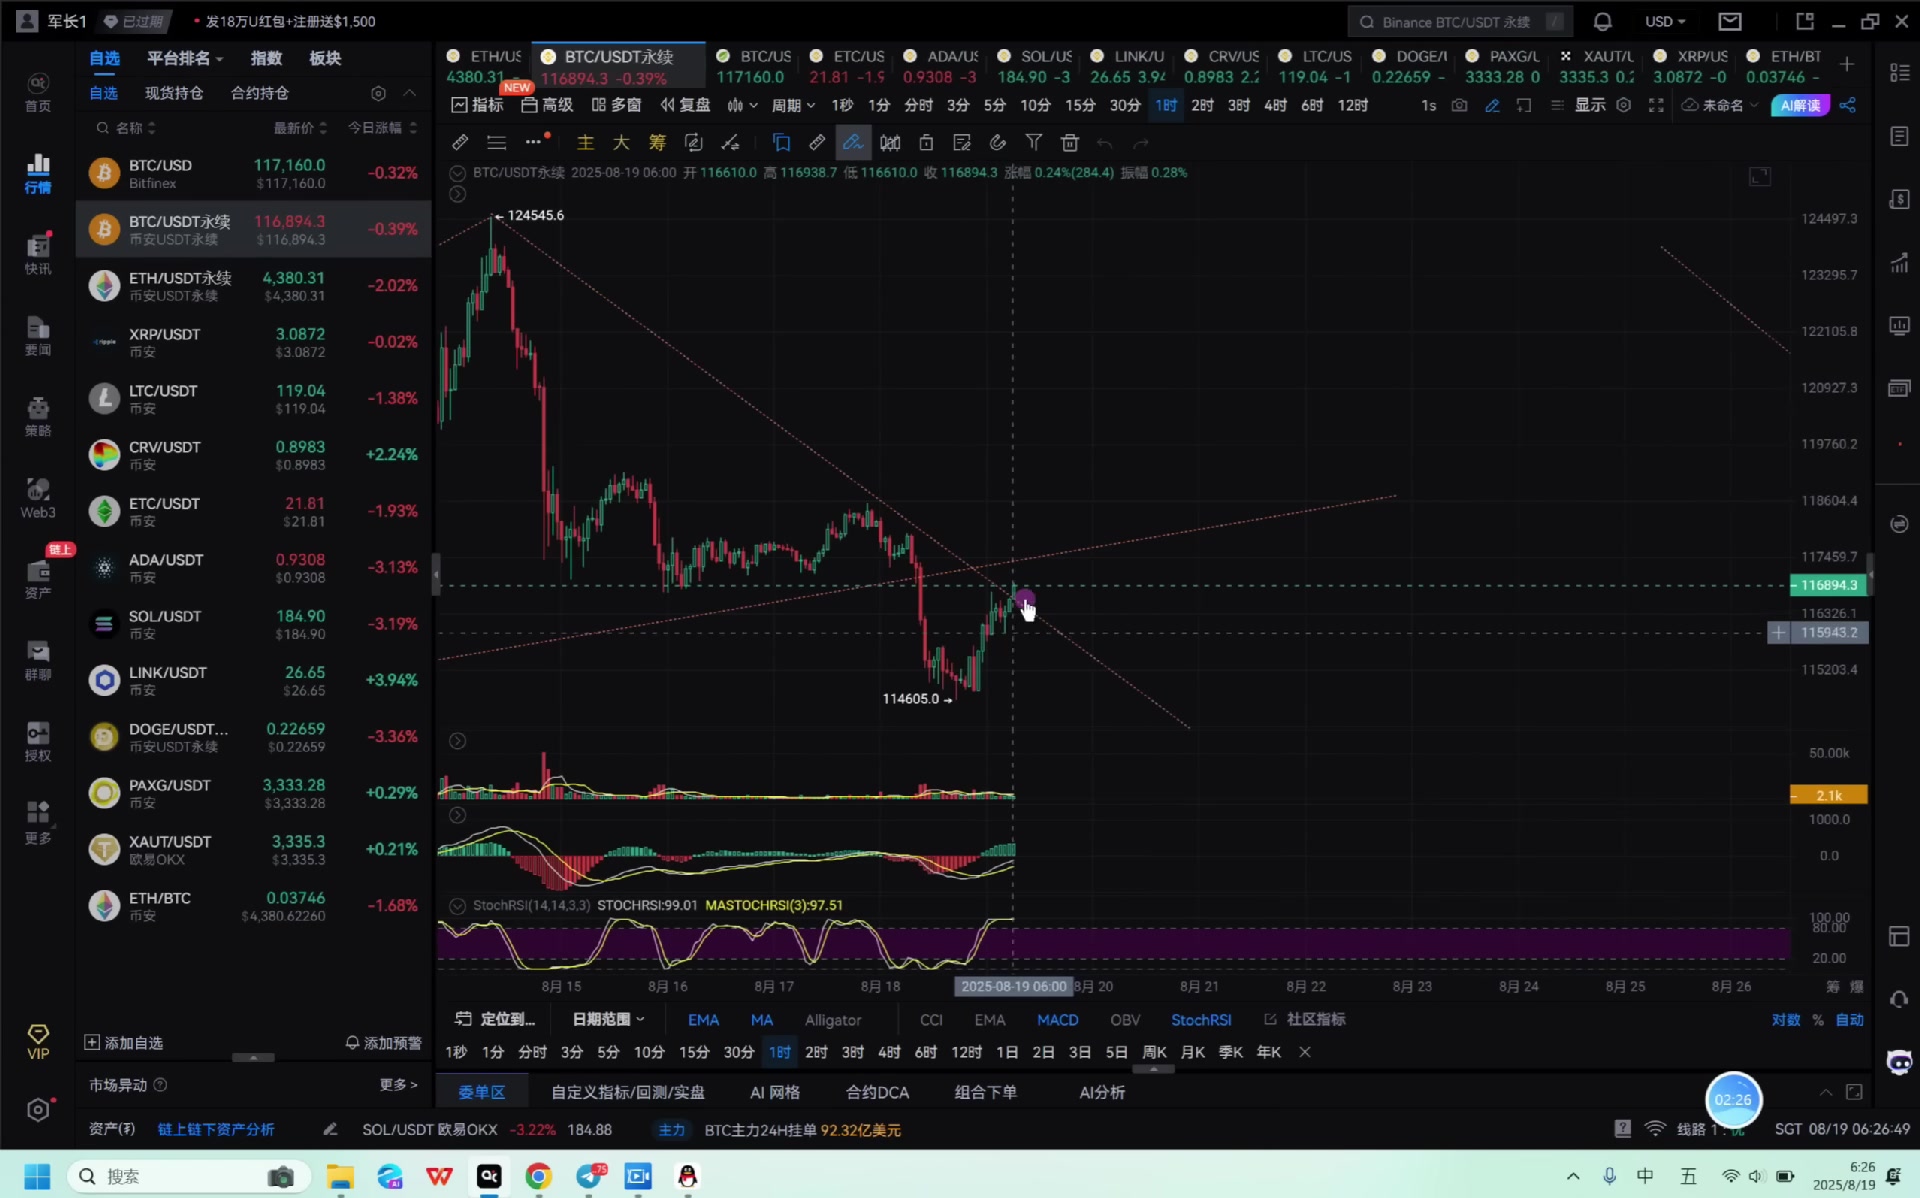 军长1 已过期 • 发18万U红包+注册送$1,500
Binance BTC/USDT 永续 /
USD
首页
行情
快讯
要闻
策略
Web3
链上
资产
群聊
授权
更多
VIP
自选 平台排名 指数 板块
自选 现货持仓 合约持仓
名称 最新价 今日涨幅
BTC/USD 117,160.0 -0.32%
Bitfinex $117,160.0
BTC/USDT永续 116,894.3 -0.39%
币安USDT永续 $116,894.3
ETH/USDT永续 4,380.31 -2.02%
币安USDT永续 $4,380.31
XRP/USDT 3.0872 -0.02%
币安 $3.0872
LTC/USDT 119.04 -1.38%
币安 $119.04
CRV/USDT 0.8983 +2.24%
币安 $0.8983
ETC/USDT 21.81 -1.93%
币安 $21.81
ADA/USDT 0.9308 -3.13%
币安 $0.9308
SOL/USDT 184.90 -3.19%
币安 $184.90
LINK/USDT 26.65 +3.94%
币安 $26.65
DOGE/USDT... 0.22659 -3.36%
币安USDT永续 $0.22659
PAXG/USDT 3,333.28 +0.29%
币安 $3,333.28
XAUT/USDT 3,335.3 +0.21%
欧易OKX $3,335.3
ETH/BTC 0.03746 -1.68%
币安 $4,380.62260
添加自选 添加预警
市场异动 更多 >
ETH/US BTC/USDT永续 BTC/US ETC/US ADA/US SOL/US LINK/U CRV/US LTC/US DOGE/I PAXG/L XAUT/L XRP/US ETH/BT
4380.31 - 116894.3 -0.39% 117160.0 21.81 -1.9 0.9308 -3 184.90 -3 26.65 3.94 0.8983 2.2 119.04 -1 0.22659 - 3333.28 0 3335.3 0.2 3.0872 -0 0.03746 -
NEW
指标 高级 多窗 复盘 周期 1秒 1分 分时 3分 5分 10分 15分 30分 1时 2时 3时 4时 6时 12时 1s 显示 未命名 AI解读
主 大 筹
BTC/USDT永续 2025-08-19 06:00 开 116610.0 高 116938.7 低 116610.0 收 116894.3 涨幅 0.24%(284.4) 振幅 0.28%
124545.6
114605.0
124497.3
123295.7
122105.8
120927.3
119760.2
118604.4
117459.7
116894.3
116326.1
115943.2
115203.4
50.00k
2.1k
1000.0
0.0
StochRSI(14,14,3,3) STOCHRSI:99.01 MASTOCHRSI(3):97.51
100.00
80.00
20.00
8月 15 8月 16 8月 17 8月 18 2025-08-19 06:00 8月 20 8月 21 8月 22 8月 23 8月 24 8月 25 8月 26 筹 爆
定位到... 日期范围 EMA MA Alligator CCI EMA MACD OBV StochRSI 社区指标 对数 % 自动
1秒 1分 分时 3分 5分 10分 15分 30分 1时 2时 3时 4时 6时 12时 1日 2日 3日 5日 周K 月K 季K 年K
委单区 自定义指标/回测/实盘 AI 网格 合约DCA 组合下单 AI分析
02:26
资产(₮) 链上链下资产分析 SOL/USDT 欧易OKX -3.22% 184.88 主力 BTC主力24H挂单 92.32亿美元 线路 1 SGT 08/19 06:26:49
搜索 75 中 五 6:26
2025/8/19